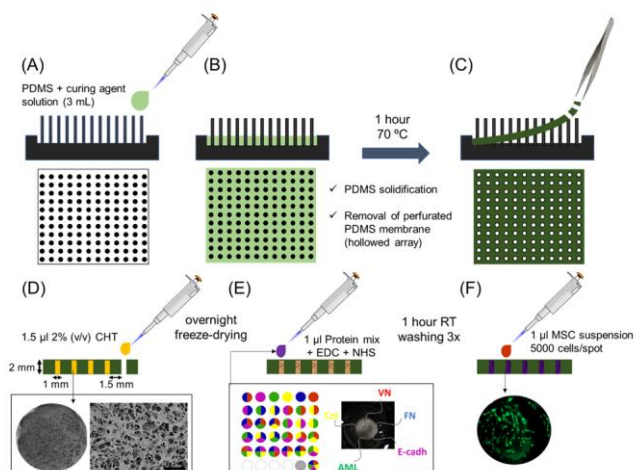 (A)
PDMS + curing agent
solution (3 mL)
(B)
1 hour
70 ºC
✓ PDMS solidification
✓ Removal of perfurated
PDMS membrane
(hollowed array)
(C)
(D)
1.5 µl 2% (v/v) CHT
2 mm
1 mm
1.5 mm
overnight
freeze-drying
(E)
1 µl Protein mix
+ EDC + NHS
VN
Col
FN
E-cadh
AML
1 hour RT
washing 3x
(F)
1 µl MSC suspension
5000 cells/spot